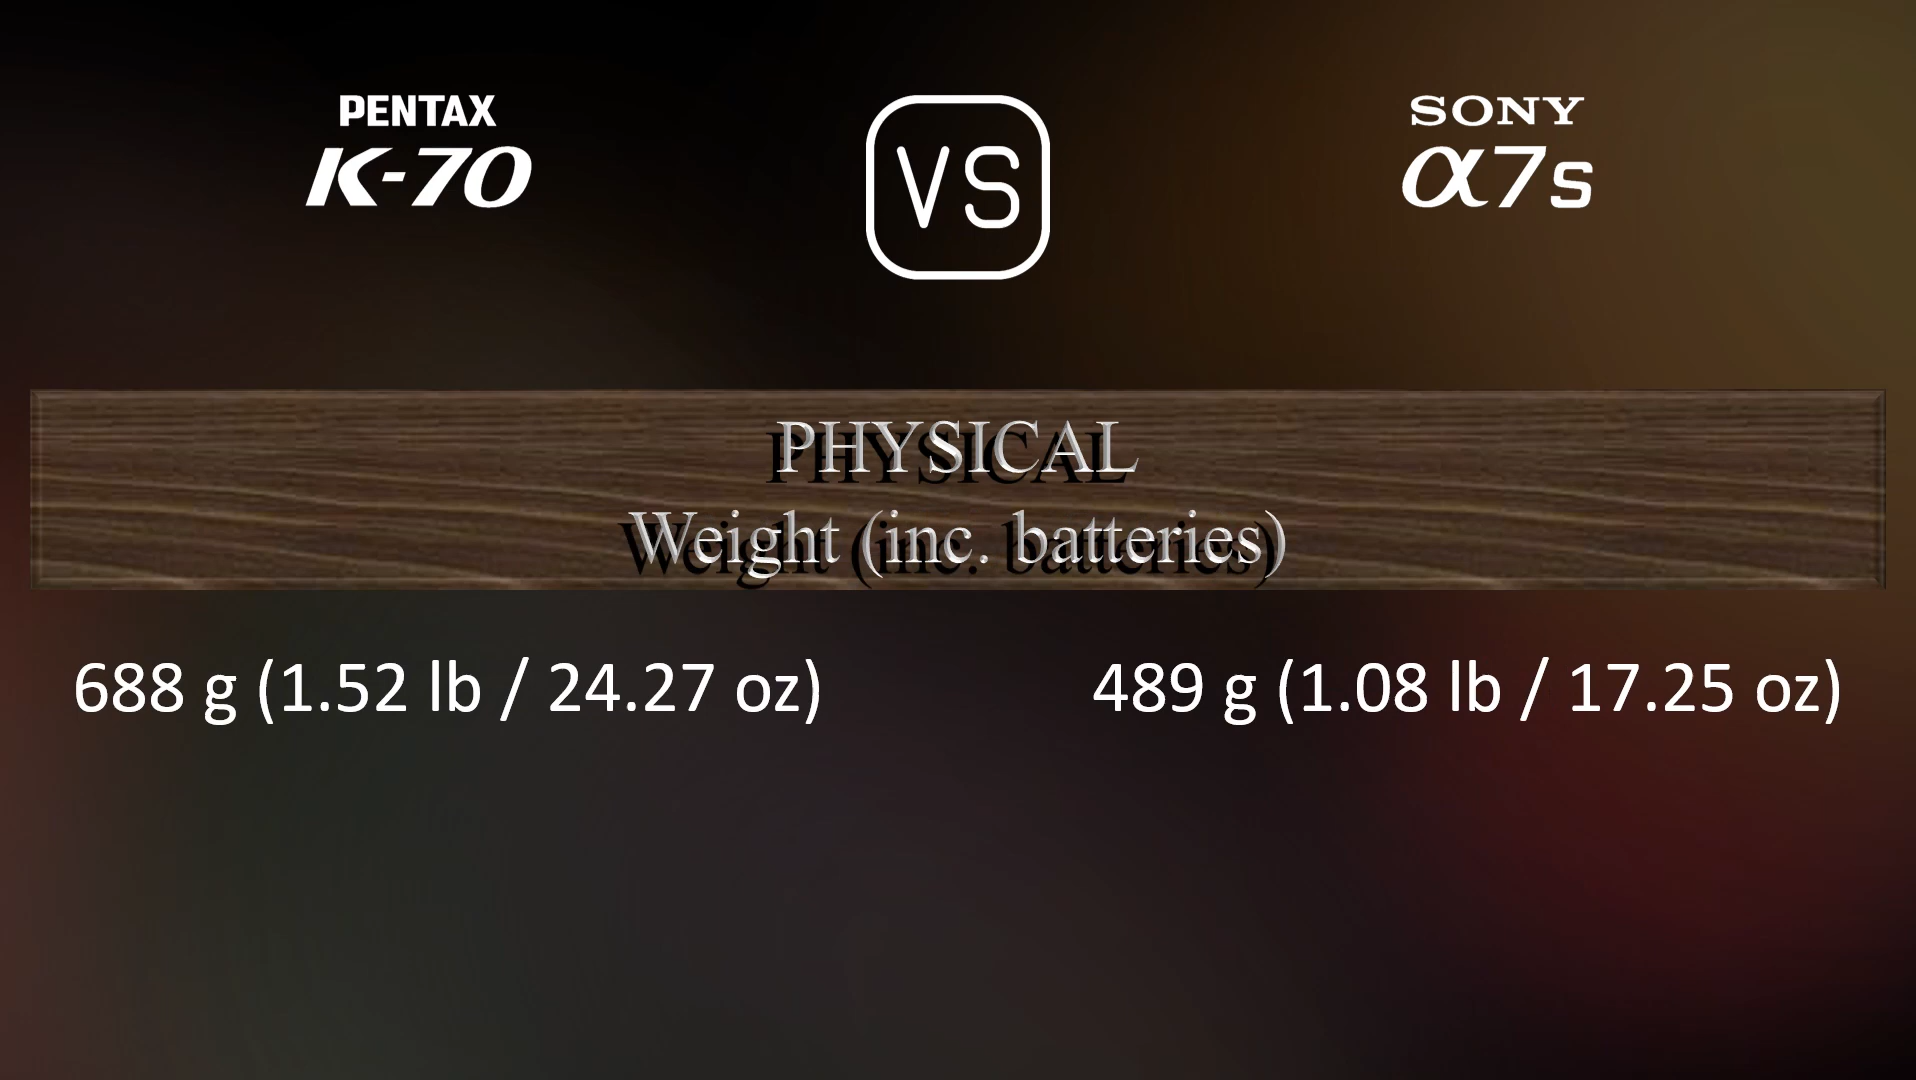 PENTAX
K-70
VS
SONY
α7s
PHYSICAL
Weight (inc. batteries)
688 g (1.52 lb / 24.27 oz)
489 g (1.08 lb / 17.25 oz)